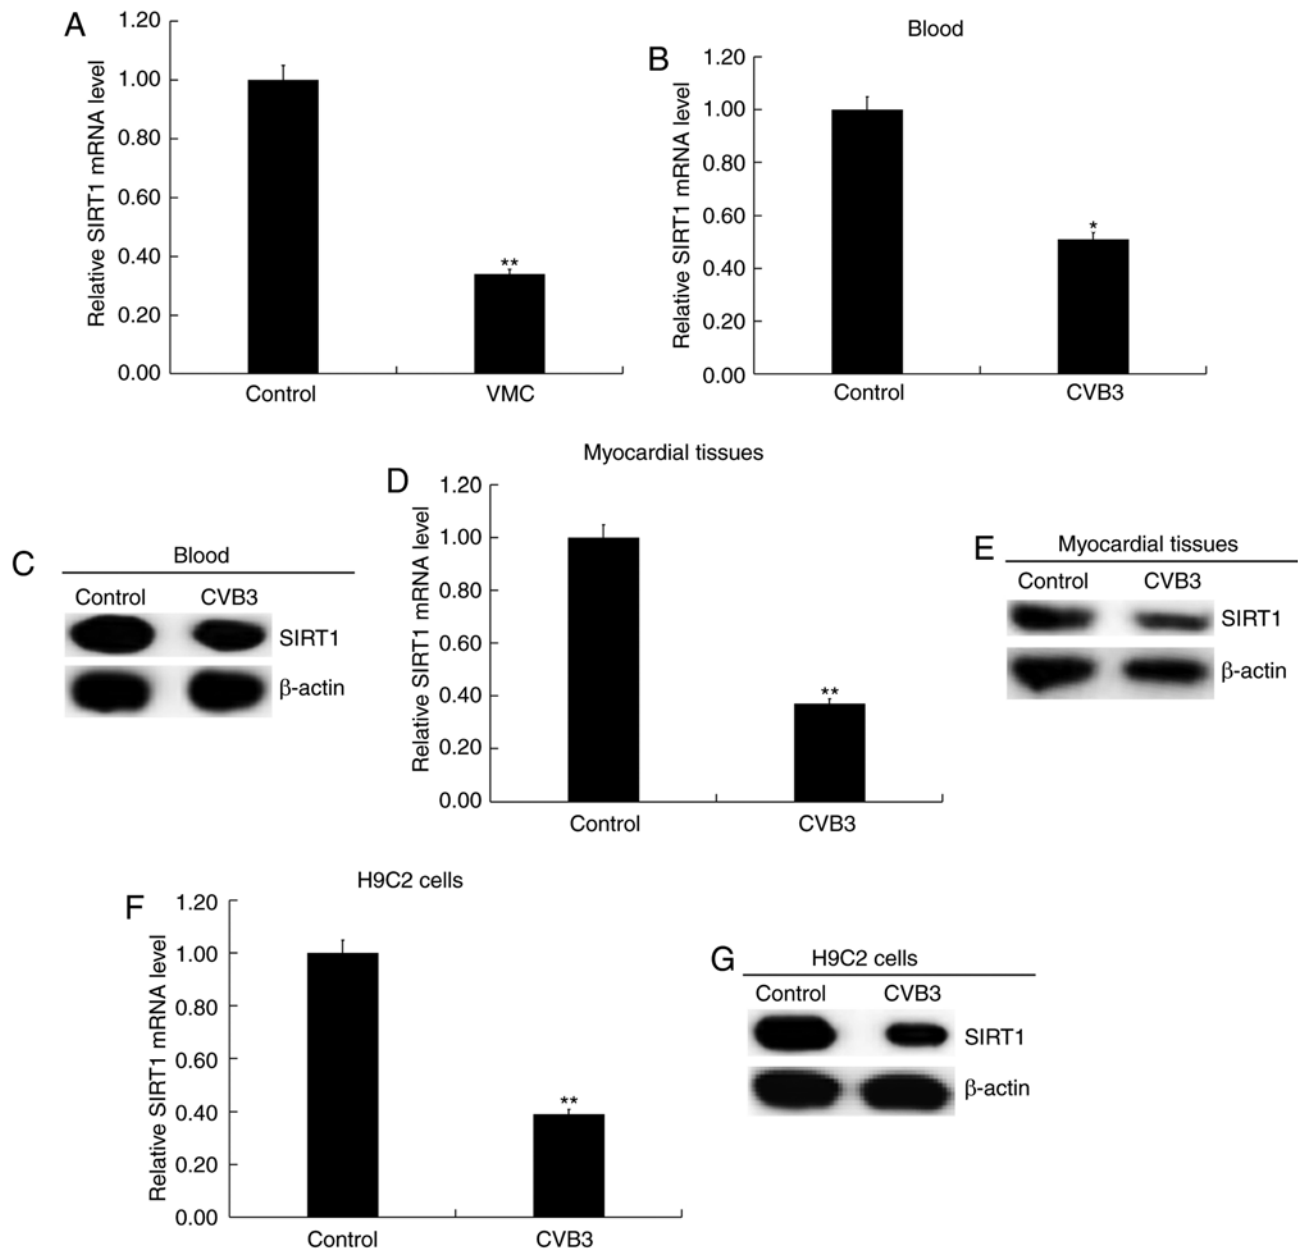 A
Relative SIRT1 mRNA level
1.20
1.00
0.80
0.60
0.40
0.20
0.00
**
Control VMC
Blood
B
Relative SIRT1 mRNA level
1.20
1.00
0.80
0.60
0.40
0.20
0.00
*
Control CVB3
C
Blood
Control CVB3
SIRT1
β-actin
Myocardial tissues
D
Relative SIRT1 mRNA level
1.20
1.00
0.80
0.60
0.40
0.20
0.00
**
Control CVB3
E
Myocardial tissues
Control CVB3
SIRT1
β-actin
H9C2 cells
F
Relative SIRT1 mRNA level
1.20
1.00
0.80
0.60
0.40
0.20
0.00
**
Control CVB3
G
H9C2 cells
Control CVB3
SIRT1
β-actin